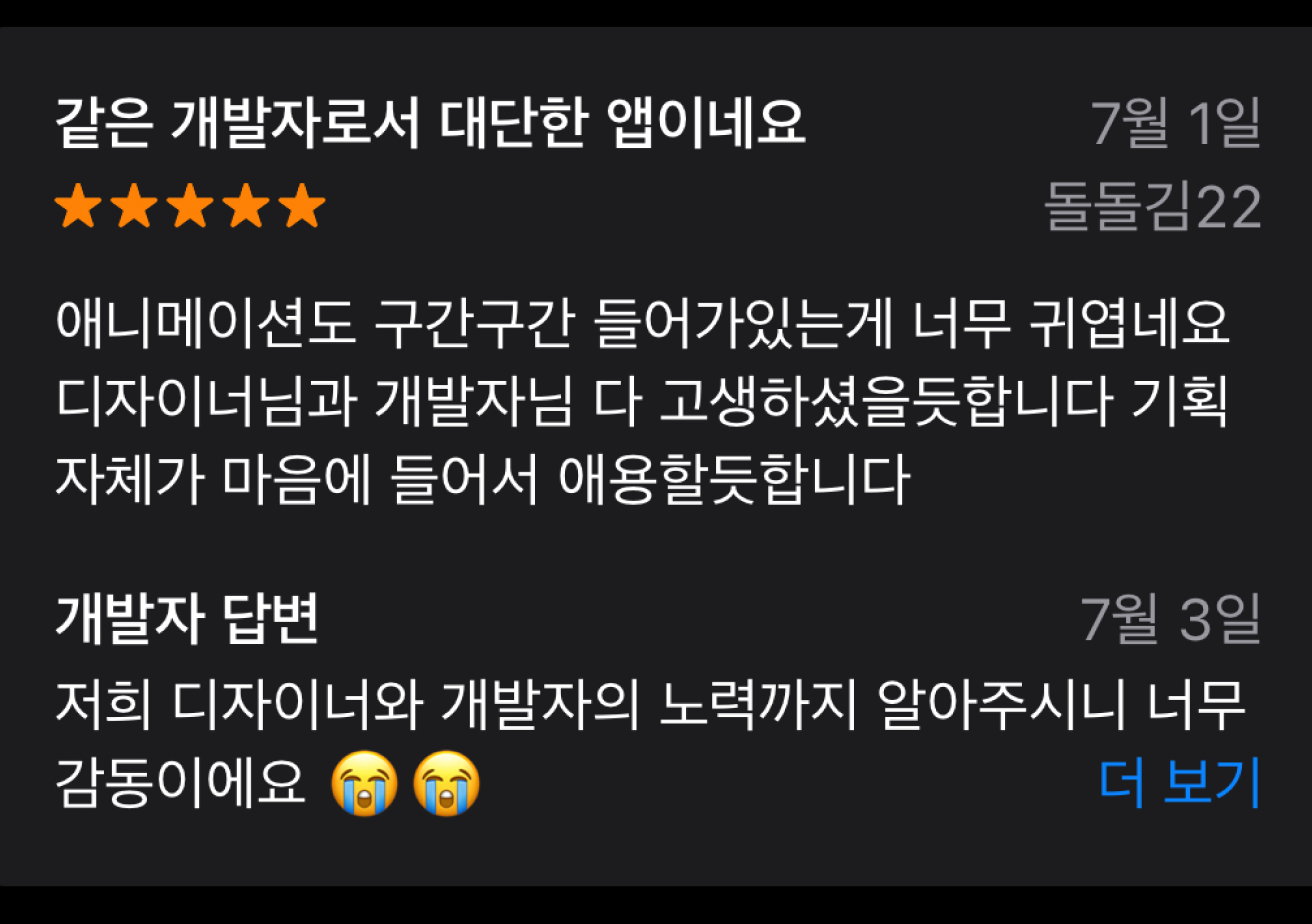 같은 개발자로서 대단한 앱이네요
7월 1일
★★★★★
돌돌김22
애니메이션도 구간구간 들어가있는게 너무 귀엽네요
디자이너님과 개발자님 다 고생하셨을듯합니다 기획
자체가 마음에 들어서 애용할듯합니다
개발자 답변
7월 3일
저희 디자이너와 개발자의 노력까지 알아주시니 너무
감동이에요 😭😭
더 보기